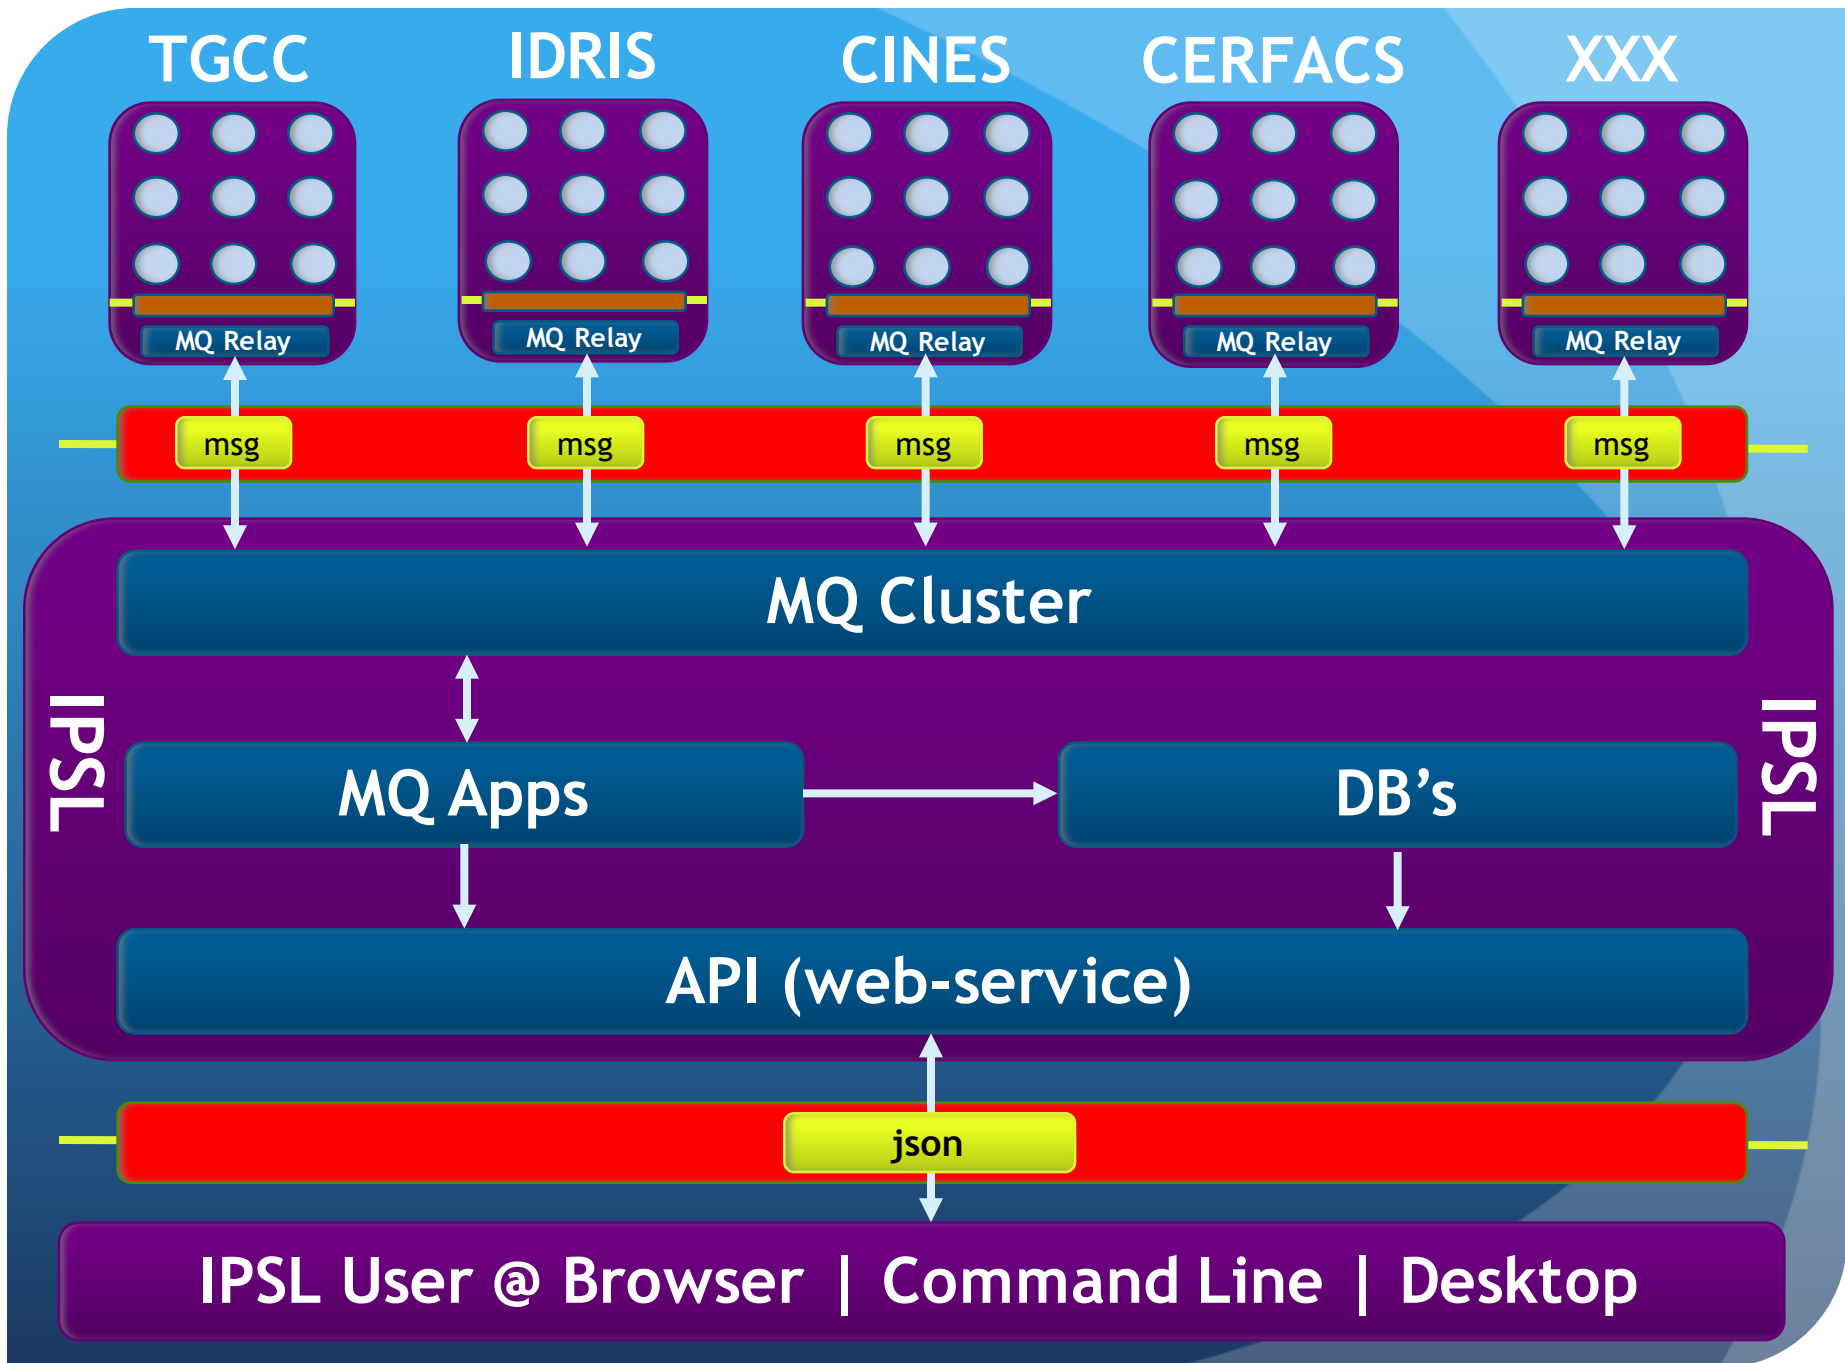 TGCC
IDRIS
CINES
CERFACS
XXX
MQ Relay
MQ Relay
MQ Relay
MQ Relay
MQ Relay
msg
msg
msg
msg
msg
MQ Cluster
IPSL
IPSL
MQ Apps
DB’s
API (web-service)
json
IPSL User @ Browser | Command Line | Desktop